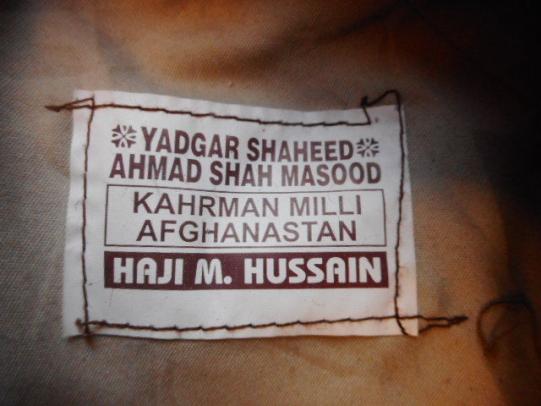 YADGAR SHAHEED
AHMAD SHAH MASOOD
KAHRMAN MILLI
AFGHANASTAN
HAJI M. HUSSAIN